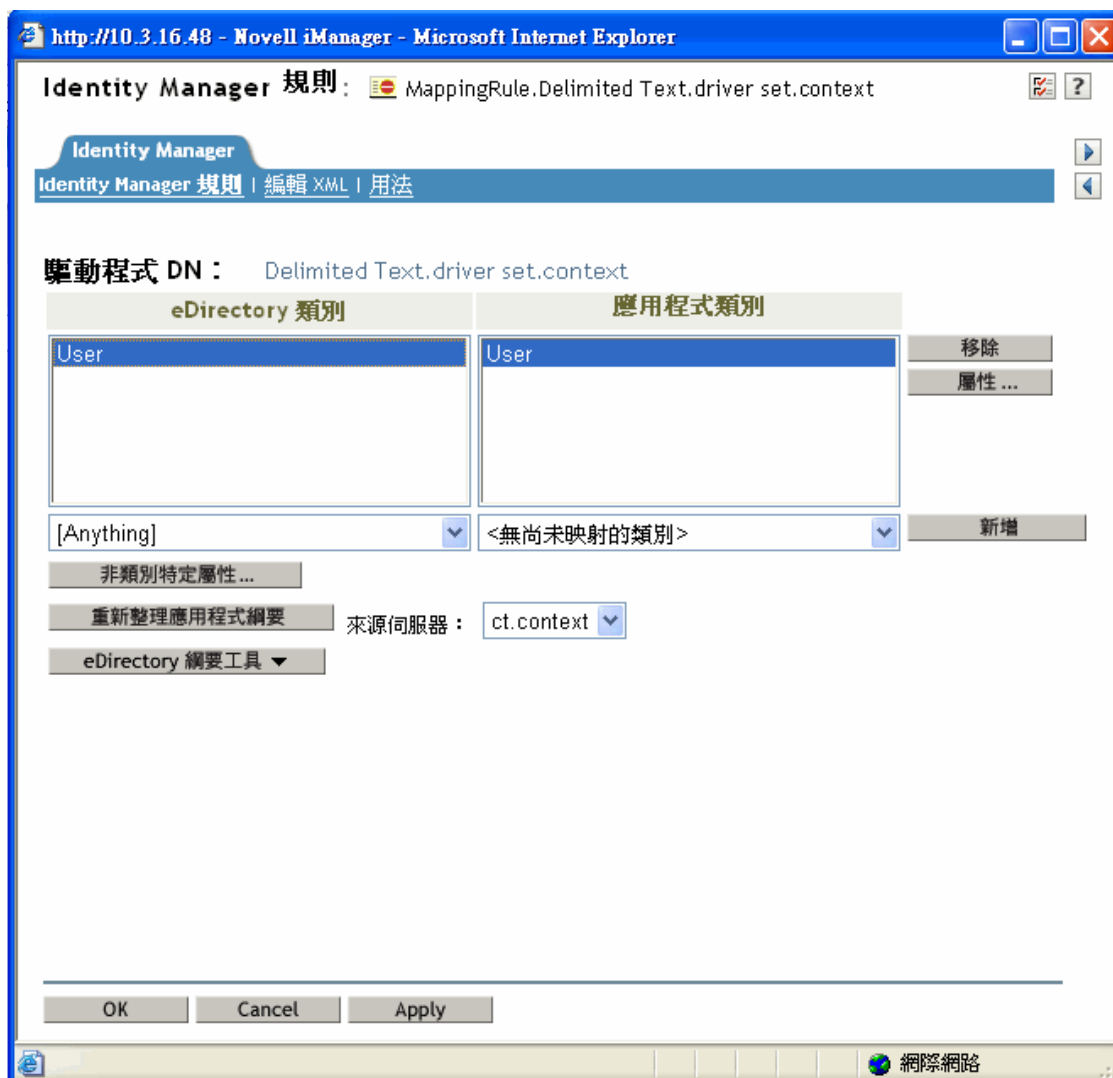 http://10.3.16.48 - Novell iManager - Microsoft Internet Explorer
Identity Manager 規則: MappingRule.Delimited Text.driver set.context
?
Identity Manager
Identity Manager 規則 | 編輯 XML | 用法
驅動程式 DN： Delimited Text.driver set.context
eDirectory 類別 應用程式類別
User User 移除
屬性 ...
[Anything] <無尚未映射的類別> 新增
非類別特定屬性 ...
重新整理應用程式綱要 來源伺服器： ct.context
eDirectory 綱要工具
OK Cancel Apply
網際網路